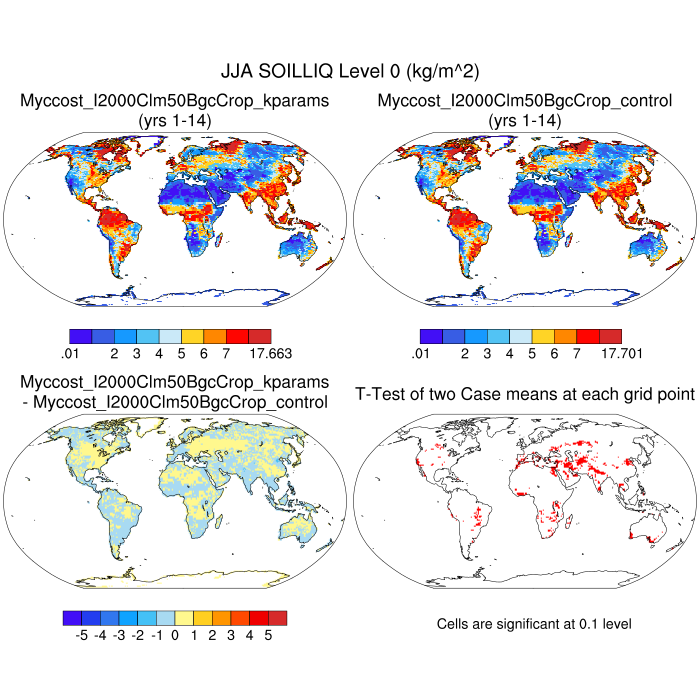 JJA SOILLIQ Level 0 (kg/m^2)
Myccost_I2000Clm50BgcCrop_kparams
(yrs 1-14)
Myccost_I2000Clm50BgcCrop_control
(yrs 1-14)
.01 2 3 4 5 6 7 17.663
.01 2 3 4 5 6 7 17.701
Myccost_I2000Clm50BgcCrop_kparams
- Myccost_I2000Clm50BgcCrop_control
T-Test of two Case means at each grid point
-5 -4 -3 -2 -1 0 1 2 3 4 5
Cells are significant at 0.1 level